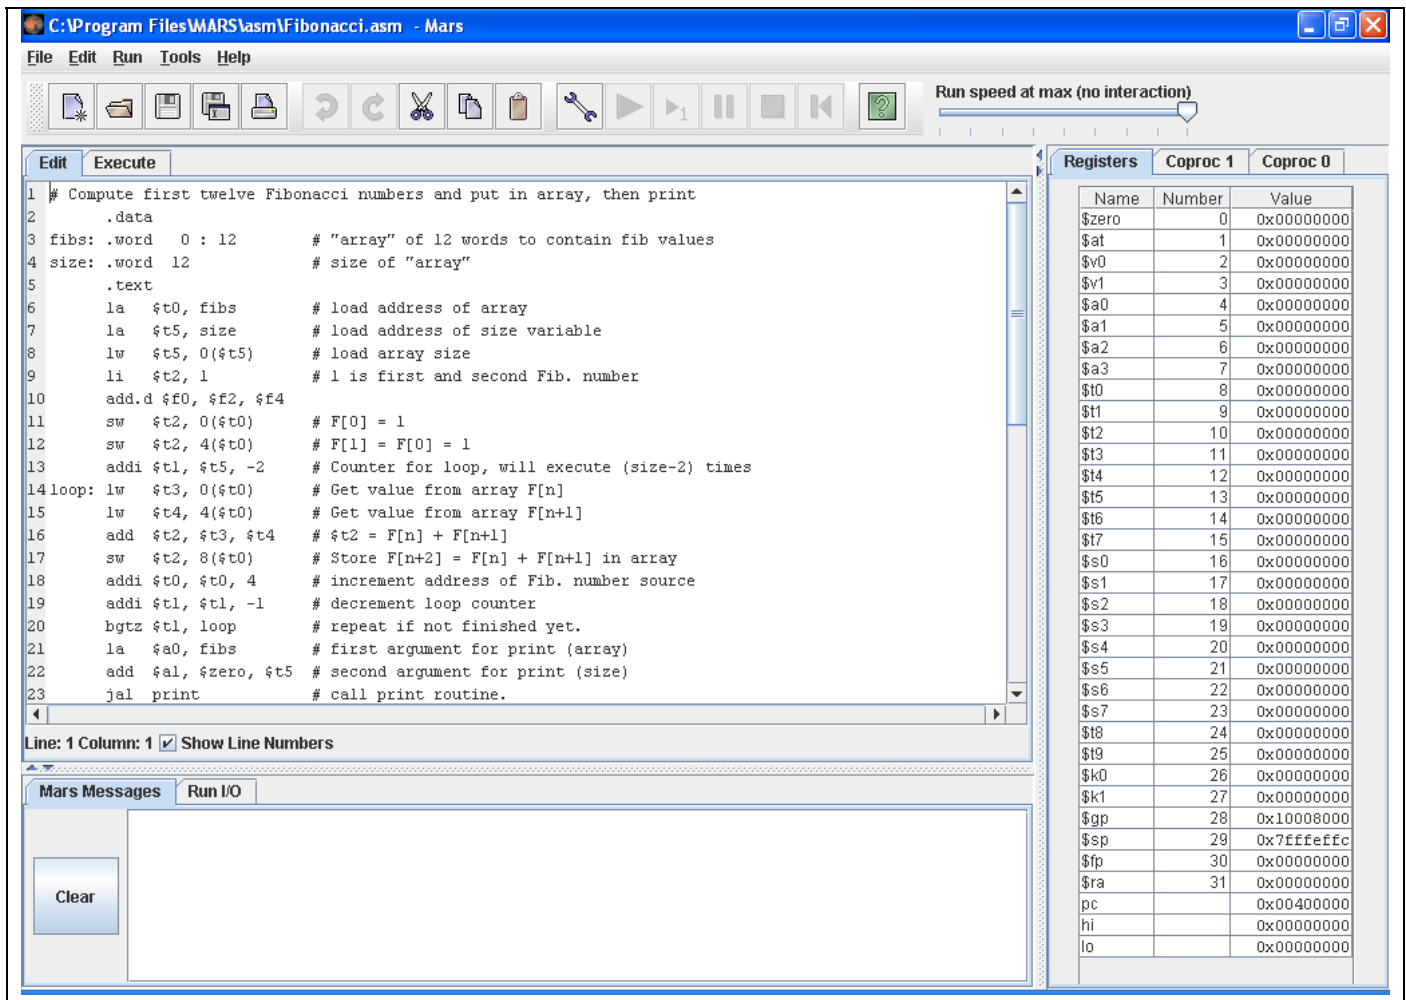 C:\Program Files\MARS\asm\Fibonacci.asm - Mars
File Edit Run Tools Help
Run speed at max (no interaction)
Edit Execute
1 # Compute first twelve Fibonacci numbers and put in array, then print
2 .data
3 fibs: .word 0 : 12 # "array" of 12 words to contain fib values
4 size: .word 12 # size of "array"
5 .text
6 la $t0, fibs # load address of array
7 la $t5, size # load address of size variable
8 lw $t5, 0($t5) # load array size
9 li $t2, 1 # 1 is first and second Fib. number
10 add.d $f0, $f2, $f4
11 sw $t2, 0($t0) # F[0] = 1
12 sw $t2, 4($t0) # F[1] = F[0] = 1
13 addi $t1, $t5, -2 # Counter for loop, will execute (size-2) times
14 loop: lw $t3, 0($t0) # Get value from array F[n]
15 lw $t4, 4($t0) # Get value from array F[n+1]
16 add $t2, $t3, $t4 # $t2 = F[n] + F[n+1]
17 sw $t2, 8($t0) # Store F[n+2] = F[n] + F[n+1] in array
18 addi $t0, $t0, 4 # increment address of Fib. number source
19 addi $t1, $t1, -1 # decrement loop counter
20 bgtz $t1, loop # repeat if not finished yet.
21 la $a0, fibs # first argument for print (array)
22 add $a1, $zero, $t5 # second argument for print (size)
23 jal print # call print routine.
Line: 1 Column: 1 Show Line Numbers
Mars Messages Run I/O
Clear
Registers Coproc 1 Coproc 0
Name Number Value
$zero 0 0x00000000
$at 1 0x00000000
$v0 2 0x00000000
$v1 3 0x00000000
$a0 4 0x00000000
$a1 5 0x00000000
$a2 6 0x00000000
$a3 7 0x00000000
$t0 8 0x00000000
$t1 9 0x00000000
$t2 10 0x00000000
$t3 11 0x00000000
$t4 12 0x00000000
$t5 13 0x00000000
$t6 14 0x00000000
$t7 15 0x00000000
$s0 16 0x00000000
$s1 17 0x00000000
$s2 18 0x00000000
$s3 19 0x00000000
$s4 20 0x00000000
$s5 21 0x00000000
$s6 22 0x00000000
$s7 23 0x00000000
$t8 24 0x00000000
$t9 25 0x00000000
$k0 26 0x00000000
$k1 27 0x00000000
$gp 28 0x10008000
$sp 29 0x7fffeffc
$fp 30 0x00000000
$ra 31 0x00000000
pc 0x00400000
hi 0x00000000
lo 0x00000000